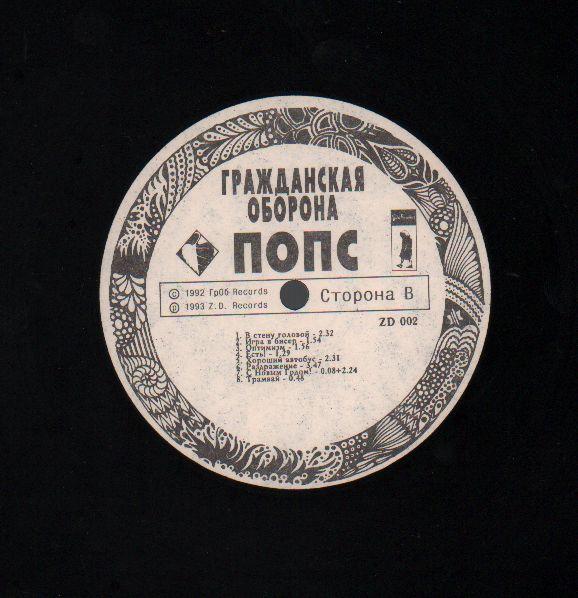 ГРАЖДАНСКАЯ
ОБОРОНА
ПОПС
© 1992 ГрОб Records
℗ 1993 Z.D. Records
Сторона В
ZD 002
1. В стену головой - 2.32
2. Игра в бисер - 1.54
3. Оптимизм - 1.56
4. Есть! - 1.29
5. Хороший автобус - 2.31
6. Раздражение - 3.47
7. С Новым Годом! - 0.08+2.24
8. Трамвай - 0.46